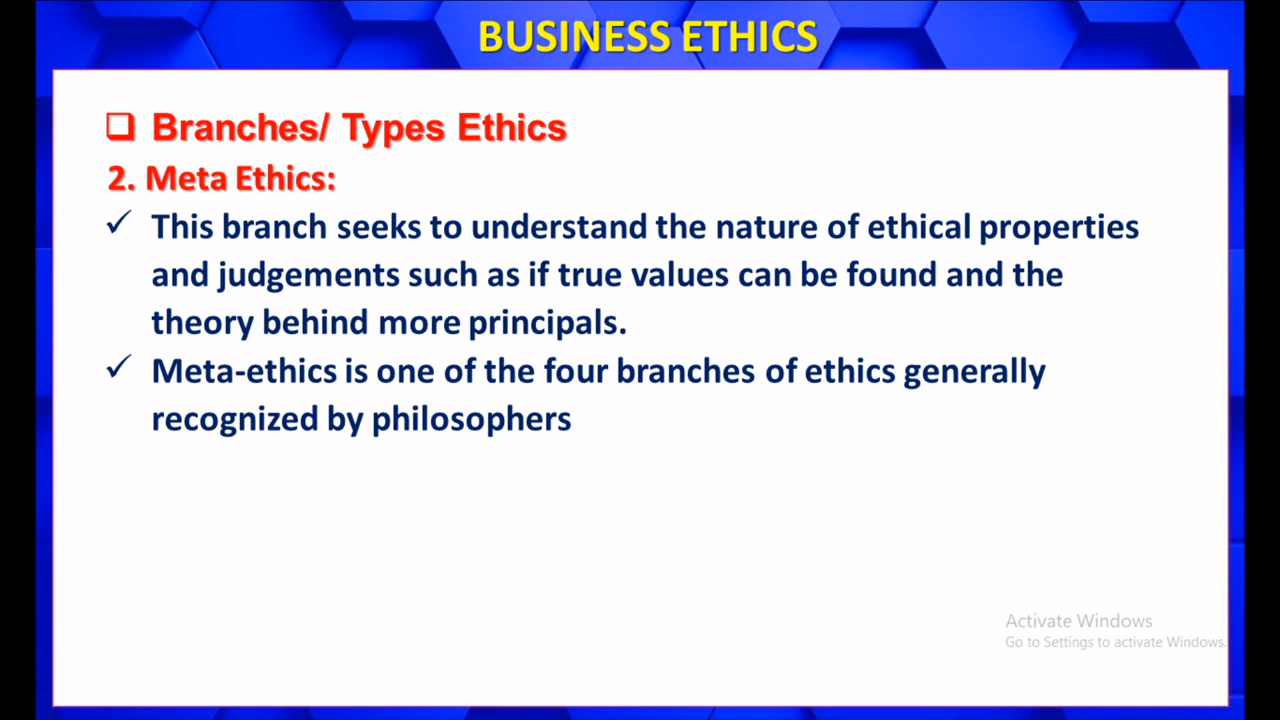 BUSINESS ETHICS
Branches/ Types Ethics
2. Meta Ethics:
This branch seeks to understand the nature of ethical properties
and judgements such as if true values can be found and the
theory behind more principals.
Meta-ethics is one of the four branches of ethics generally
recognized by philosophers
Activate Windows
Go to Settings to activate Windows.